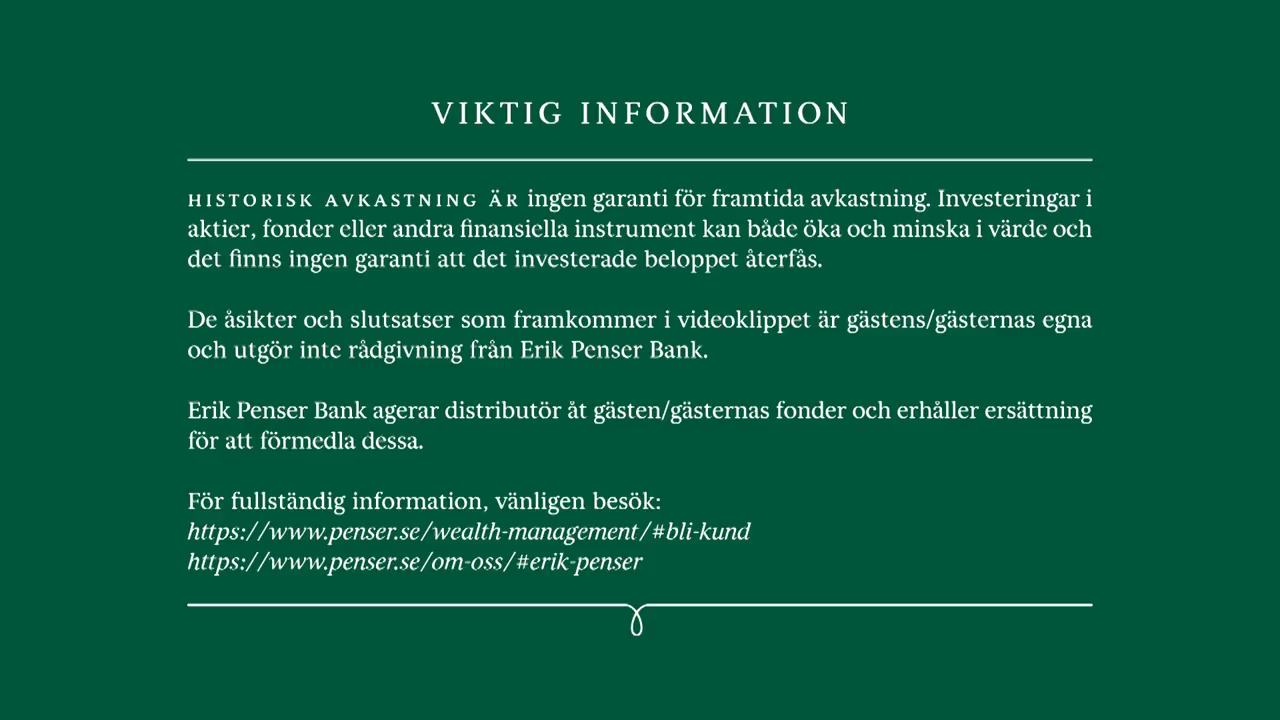 VIKTIG INFORMATION
HISTORISK AVKASTNING ÄR ingen garanti för framtida avkastning. Investeringar i
aktier, fonder eller andra finansiella instrument kan både öka och minska i värde och
det finns ingen garanti att det investerade beloppet återfås.
De åsikter och slutsatser som framkommer i videoklippet är gästens/gästernas egna
och utgör inte rådgivning från Erik Penser Bank.
Erik Penser Bank agerar distributör åt gästen/gästernas fonder och erhåller ersättning
för att förmedla dessa.
För fullständig information, vänligen besök:
https://www.penser.se/wealth-management/#bli-kund
https://www.penser.se/om-oss/#erik-penser